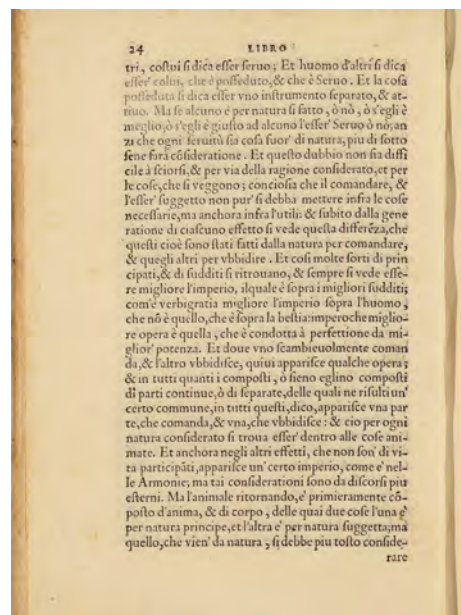 24 LIBRO
tri, costui si dica esser seruo; Et huomo d'altri si dica
esser' colui, che è posseduto, & che è Seruo. Et la cosa
posseduta si dica esser vno instrumento separato, & at-
tiuo. Ma se alcuno è per natura si fatto, ò nò, ò s'egli è
meglio, ò s'egli è giusto ad alcuno l'esser' Seruo ò nò; an
zi che ogni seruitù sia cosa fuor' di natura, piu di sotto
sene farà cōsideratione. Et questo dubbio non sia diffi
cile à sciorsi, & per via della ragione considerato, et per
le cose, che si veggono; conciosia che il comandare, &
l'esser' suggetto non pur' si debba mettere infra le cose
necessarie, ma anchora infra l'utili: & subito dalla gene
ratione di ciascuno effetto si vede questa differēza, che
questi cioè sono stati fatti dalla natura per comandare,
& quegli altri per vbbidire. Et cosi molte sorti di prin
cipati, & di sudditi si ritrouano, & sempre si vede esse-
re migliore l'imperio, ilquale è sopra i migliori sudditi;
com'è verbigratia migliore l'imperio sopra l'huomo,
che nō è quello, che è sopra la bestia: imperoche miglio-
re opera è quella, che è condotta à perfettione da mi-
glior' potenza. Et doue vno scambieuolmente coman
da, & l'altro vbbidisce, quiui apparisce qualche opera;
& in tutti quanti i composti, ò sieno eglino composti
di parti continue, ò di separate, delle quali ne risulti un'
certo commune, in tutti questi, dico, apparisce vna par
te, che comanda, & vna, che vbbidisce: & cio per ogni
natura considerato si troua esser' dentro alle cose ani-
mate. Et anchora negli altri effetti, che non son' di vi-
ta participāti, apparisce un' certo imperio, come e' nel-
le Armonie; ma tai considerationi sono da discorsi piu
esterni. Ma l'animale ritornando, e' primieramente cō-
posto d'anima, & di corpo, delle quai due cose l'una e'
per natura principe, et l'altra e' per natura suggetta; ma
quello, che vien' da natura, si debbe piu tosto conside-
rare